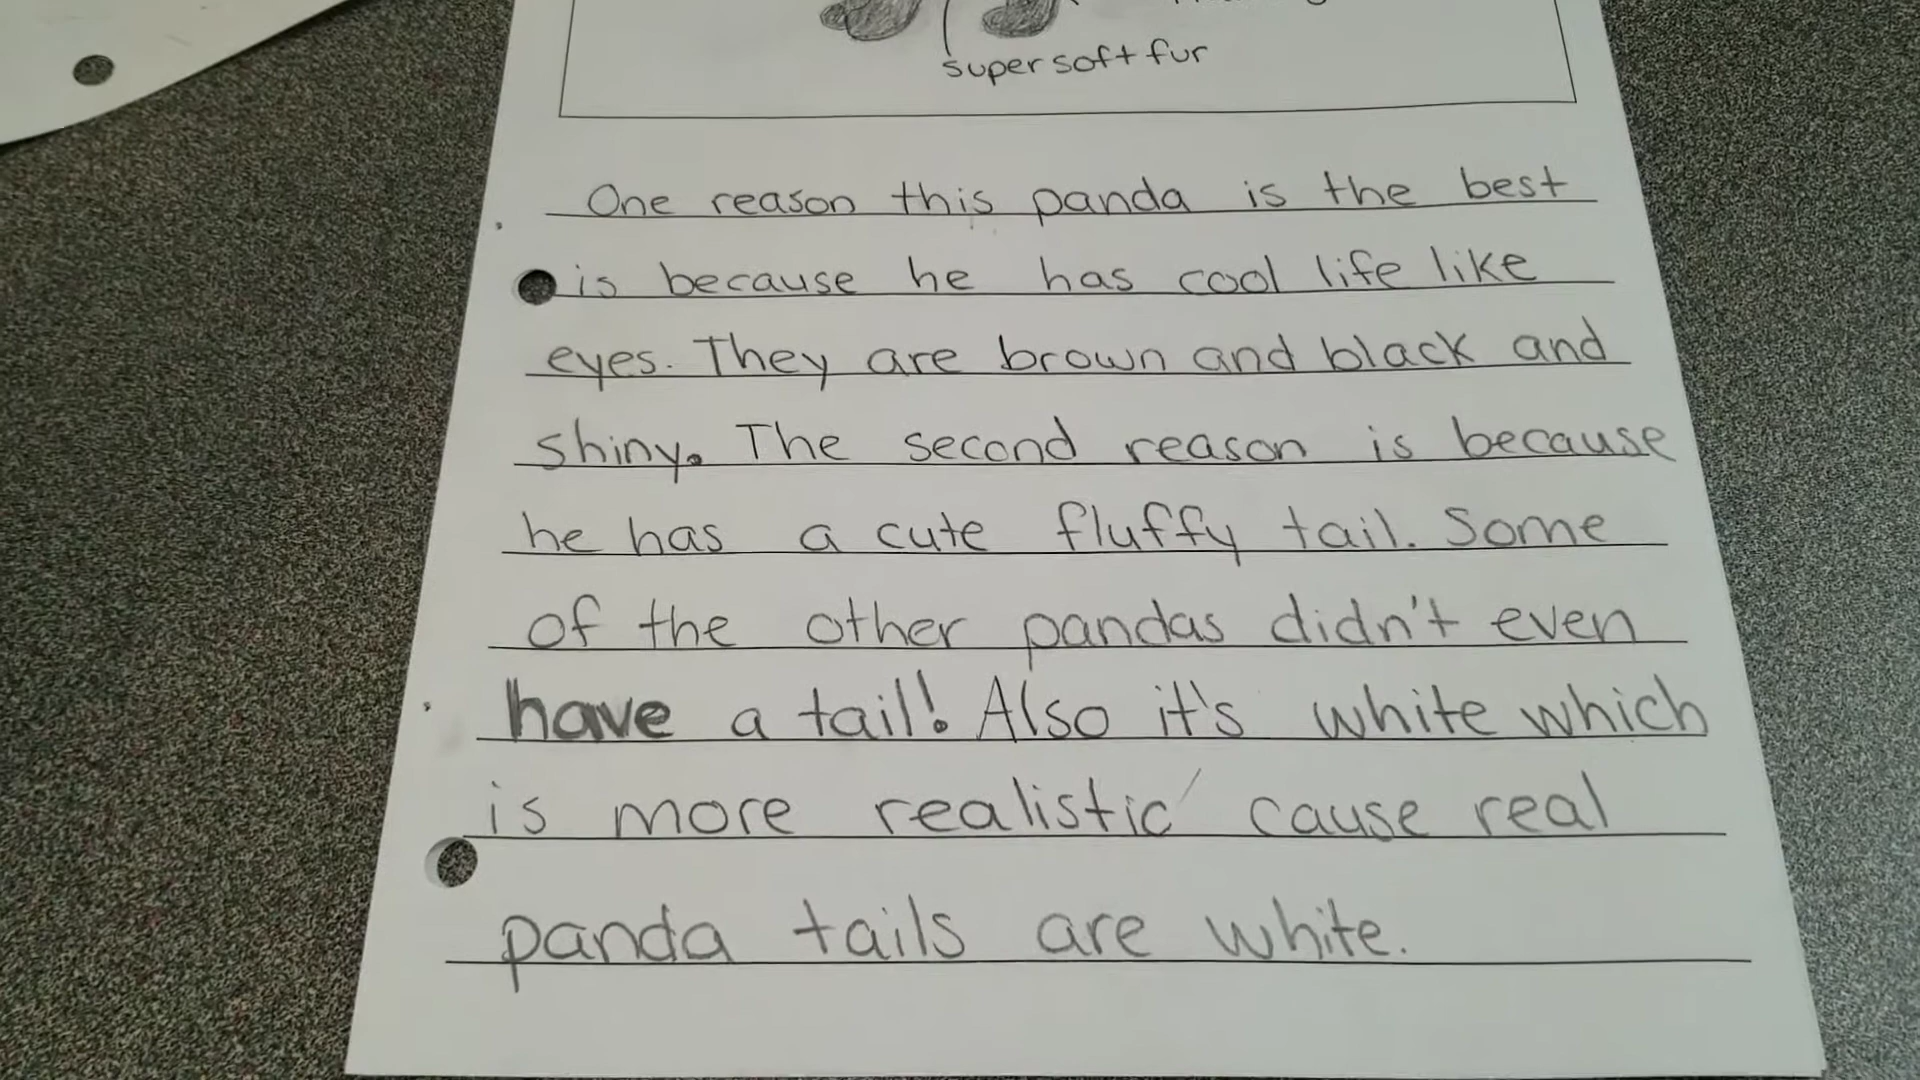 super soft fur
One reason this panda is the best
is because he has cool life like
eyes. They are brown and black and
shiny. The second reason is because
he has a cute fluffy tail. Some
of the other pandas didn't even
have a tail! Also it's white which
is more realistic cause real
panda tails are white.